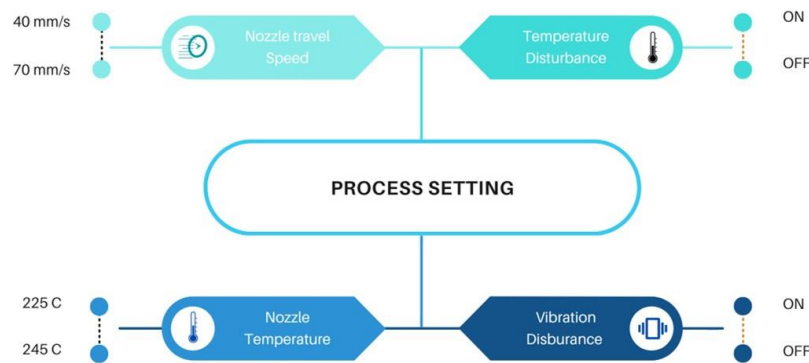 40 mm/s
70 mm/s
Nozzle travel
Speed
Temperature
Disturbance
ON
OFF
PROCESS SETTING
225 C
245 C
Nozzle
Temperature
Vibration
Disburance
ON
OFF